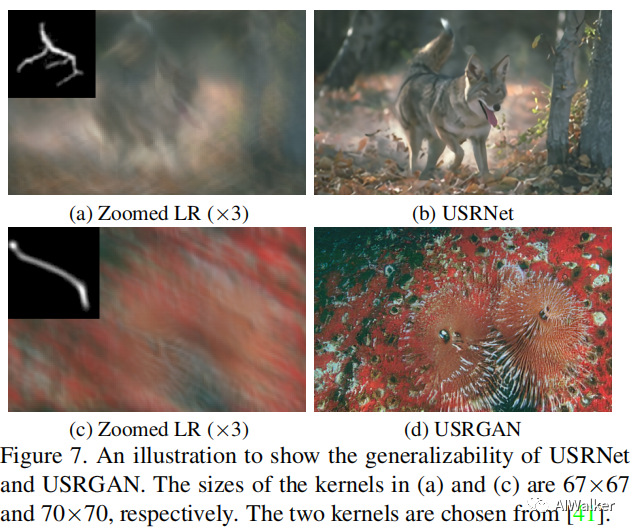 (a) Zoomed LR (×3)
(b) USRNet
(c) Zoomed LR (×3)
(d) USRGAN
Figure 7. An illustration to show the generalizability of USRNet
and USRGAN. The sizes of the kernels in (a) and (c) are 67×67
and 70×70, respectively. The two kernels are chosen from [41].
AIWalker